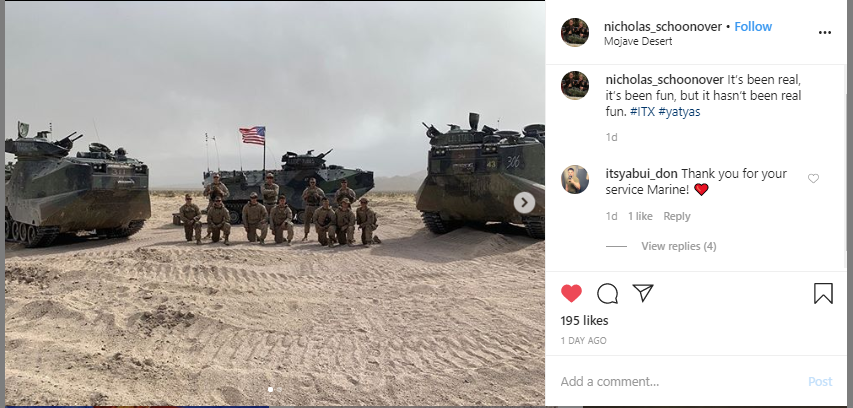 nicholas_schoonover • Follow
Mojave Desert
nicholas_schoonover It's been real,
it's been fun, but it hasn't been real
fun. #ITX #yatyas
1d
itsyabui_don Thank you for your
service Marine! ❤
1d 1 like Reply
View replies (4)
195 likes
1 DAY AGO
Add a comment... Post
43